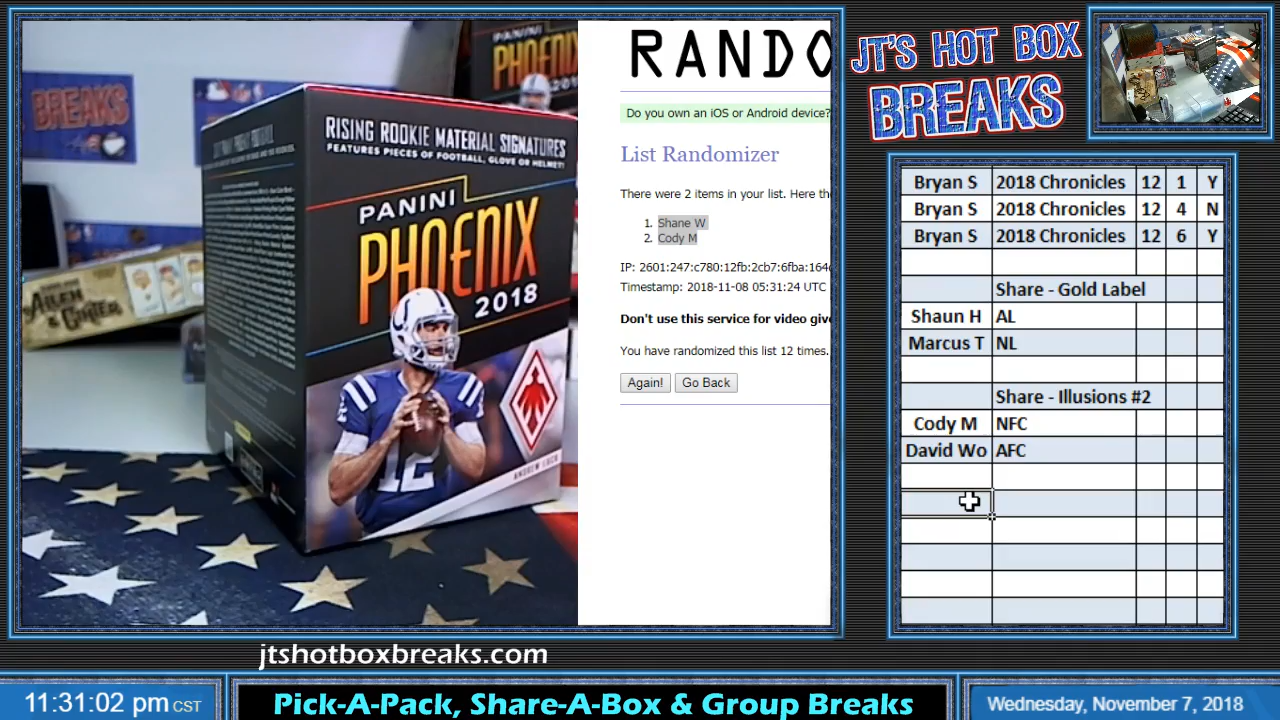 BREAKS
ALLEN
& GINTER
RISING ROOKIE MATERIAL SIGNATURES
FEATURES PIECES OF FOOTBALL, GLOVE OR HELMET!
PANINI
PHOENIX
2018
12
ANDREW LUCK
PHOENIX
RANDO
Do you own an iOS or Android device?
List Randomizer
There were 2 items in your list. Here th
1. Shane W
2. Cody M
IP: 2601:247:c780:12fb:2cb7:6fba:164
Timestamp: 2018-11-08 05:31:24 UTC
Don't use this service for video give
You have randomized this list 12 times.
Again! Go Back
JT'S HOT BOX
BREAKS
Bryan S 2018 Chronicles 12 1 Y
Bryan S 2018 Chronicles 12 4 N
Bryan S 2018 Chronicles 12 6 Y
Share - Gold Label
Shaun H AL
Marcus T NL
Share - Illusions #2
Cody M NFC
David Wo AFC
jtshotboxbreaks.com
11:31:02 pm CST
Pick-A-Pack, Share-A-Box & Group Breaks
Wednesday, November 7, 2018